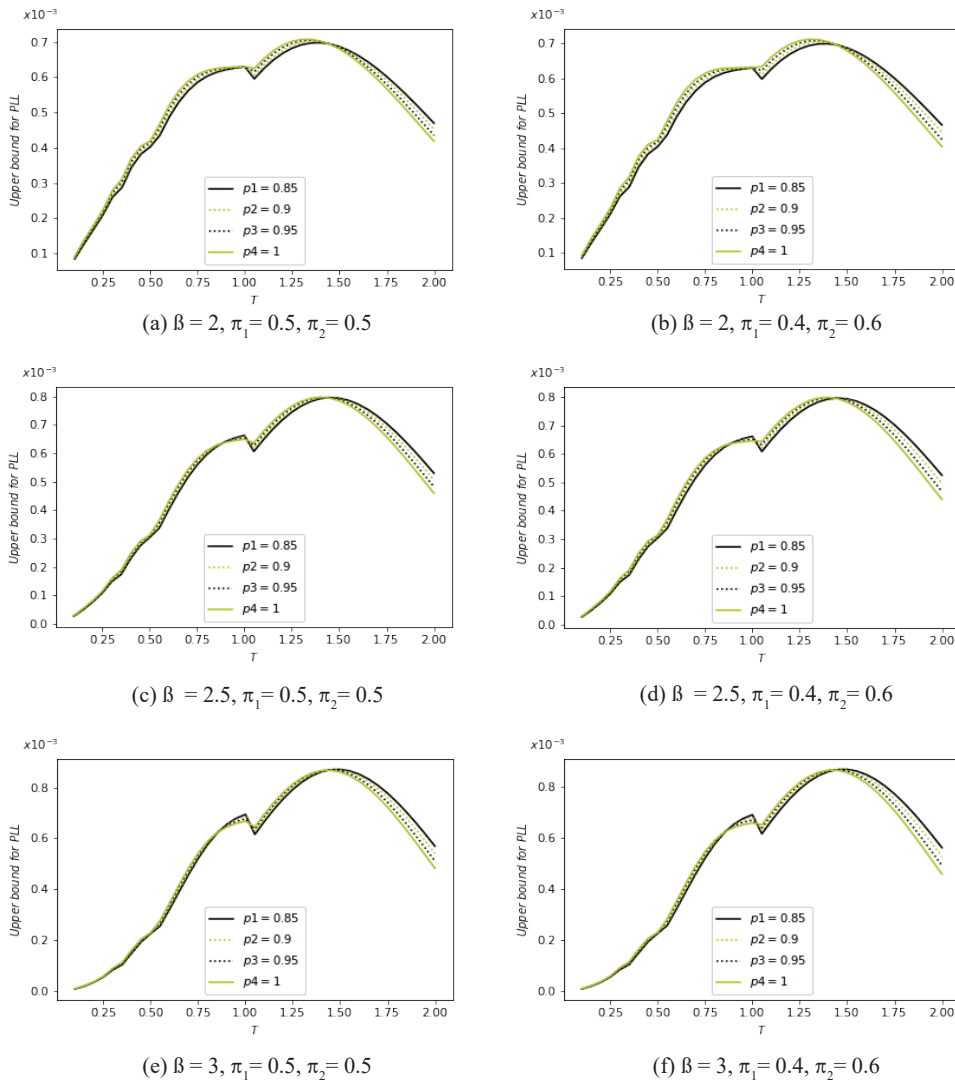 x10⁻³
Upper bound for PLL
0.7
0.6
0.5
0.4
0.3
0.2
0.1
p1 = 0.85
p2 = 0.9
p3 = 0.95
p4 = 1
0.25 0.50 0.75 1.00 1.25 1.50 1.75 2.00
T
(a) ß = 2, π₁= 0.5, π₂= 0.5
x10⁻³
Upper bound for PLL
0.7
0.6
0.5
0.4
0.3
0.2
0.1
p1 = 0.85
p2 = 0.9
p3 = 0.95
p4 = 1
0.25 0.50 0.75 1.00 1.25 1.50 1.75 2.00
T
(b) ß = 2, π₁= 0.4, π₂= 0.6
x10⁻³
Upper bound for PLL
0.8
0.7
0.6
0.5
0.4
0.3
0.2
0.1
0.0
p1 = 0.85
p2 = 0.9
p3 = 0.95
p4 = 1
0.25 0.50 0.75 1.00 1.25 1.50 1.75 2.00
T
(c) ß = 2.5, π₁= 0.5, π₂= 0.5
x10⁻³
Upper bound for PLL
0.8
0.7
0.6
0.5
0.4
0.3
0.2
0.1
0.0
p1 = 0.85
p2 = 0.9
p3 = 0.95
p4 = 1
0.25 0.50 0.75 1.00 1.25 1.50 1.75 2.00
T
(d) ß = 2.5, π₁= 0.4, π₂= 0.6
x10⁻³
Upper bound for PLL
0.8
0.6
0.4
0.2
0.0
p1 = 0.85
p2 = 0.9
p3 = 0.95
p4 = 1
0.25 0.50 0.75 1.00 1.25 1.50 1.75 2.00
T
(e) ß = 3, π₁= 0.5, π₂= 0.5
x10⁻³
Upper bound for PLL
0.8
0.6
0.4
0.2
0.0
p1 = 0.85
p2 = 0.9
p3 = 0.95
p4 = 1
0.25 0.50 0.75 1.00 1.25 1.50 1.75 2.00
T
(f) ß = 3, π₁= 0.4, π₂= 0.6